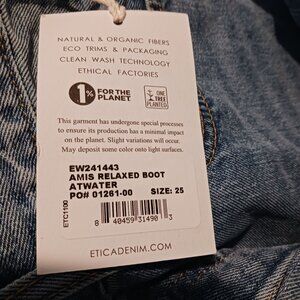 NATURAL & ORGANIC FIBERS
ECO TRIMS & PACKAGING
CLEAN WASH TECHNOLOGY
ETHICAL FACTORIES
1% FOR THE PLANET
ONE TREE PLANTED
This garment has undergone special processes
to ensure its production has a minimal impact
on the planet. Slight variations will occur.
May deposit some color onto light surfaces.
EW241443
AMIS RELAXED BOOT
ATWATER
PO# 01261-00 SIZE: 25
ETC1100
8 40459 31490 3
ETICADENIM.COM